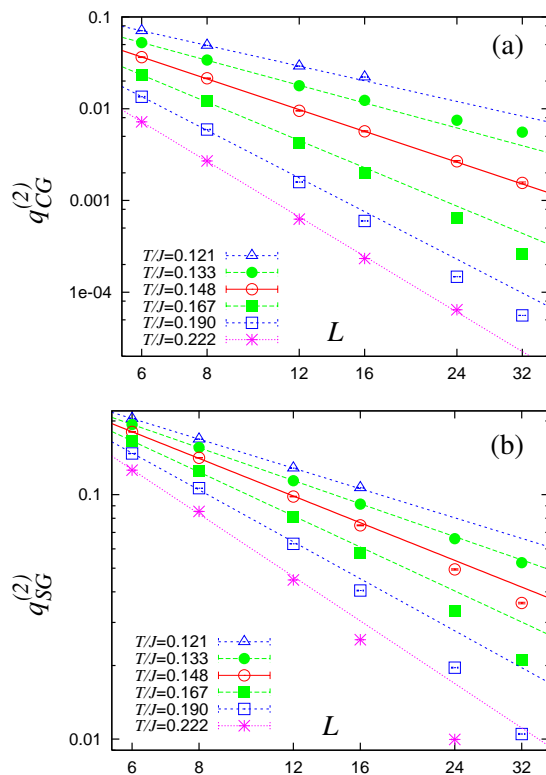 (a)
0.1
0.01
0.001
1e-04
q_{CG}^{(2)}
T/J=0.121
T/J=0.133
T/J=0.148
T/J=0.167
T/J=0.190
T/J=0.222
L
6 8 12 16 24 32
(b)
0.1
0.01
q_{SG}^{(2)}
T/J=0.121
T/J=0.133
T/J=0.148
T/J=0.167
T/J=0.190
T/J=0.222
L
6 8 12 16 24 32